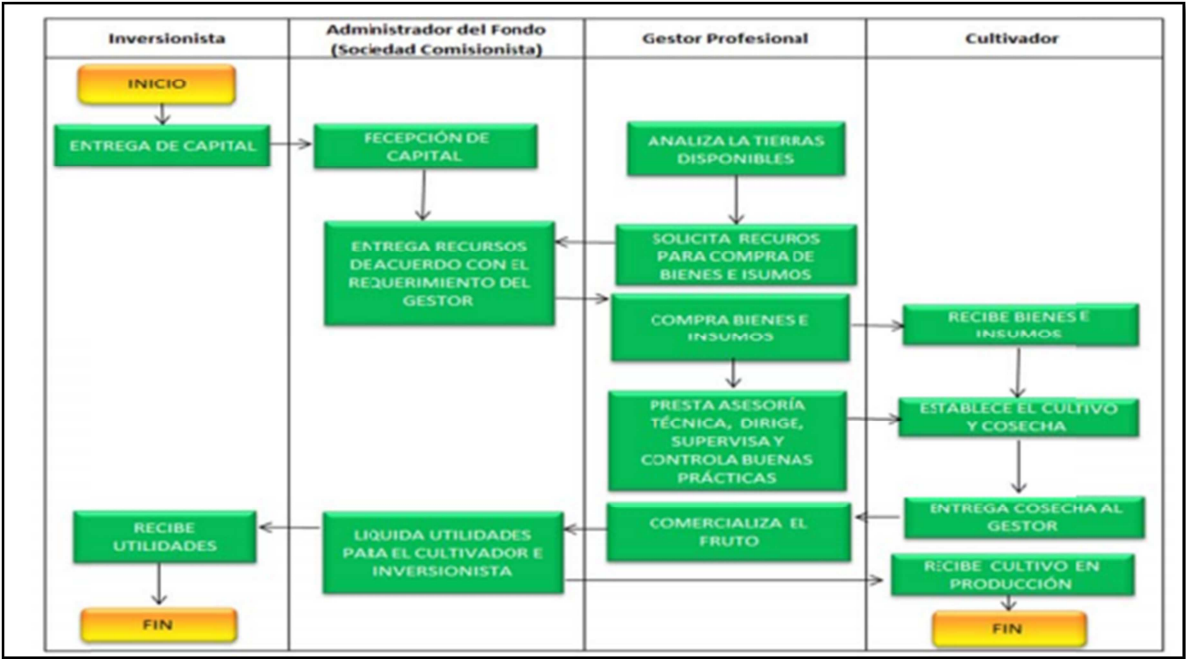 Inversionista
Administrador del Fondo
(Sociedad Comisionista)
Gestor Profesional
Cultivador
INICIO
ENTREGA DE CAPITAL
RECEPCIÓN DE
CAPITAL
ANALIZA LA TIERRAS
DISPONIBLES
ENTREGA RECURSOS
DEACUERDO CON EL
REQUERIMIENTO DEL
GESTOR
SOLICITA RECUROS
PARA COMPRA DE
BIENES E ISUMOS
COMPRA BIENES E
INSUMOS
RECIBE BIENES E
INSUMOS
PRESTA ASESORÍA
TÉCNICA, DIRIGE,
SUPERVISA Y
CONTROLA BUENAS
PRÁCTICAS
ESTABLECE EL CULTIVO
Y COSECHA
ENTREGA COSECHA AL
GESTOR
COMERCIALIZA EL
FRUTO
LIQUIDA UTILIDADES
PARA EL CULTIVADOR E
INVERSIONISTA
RECIBE
UTILIDADES
RECIBE CULTIVO EN
PRODUCCIÓN
FIN
FIN